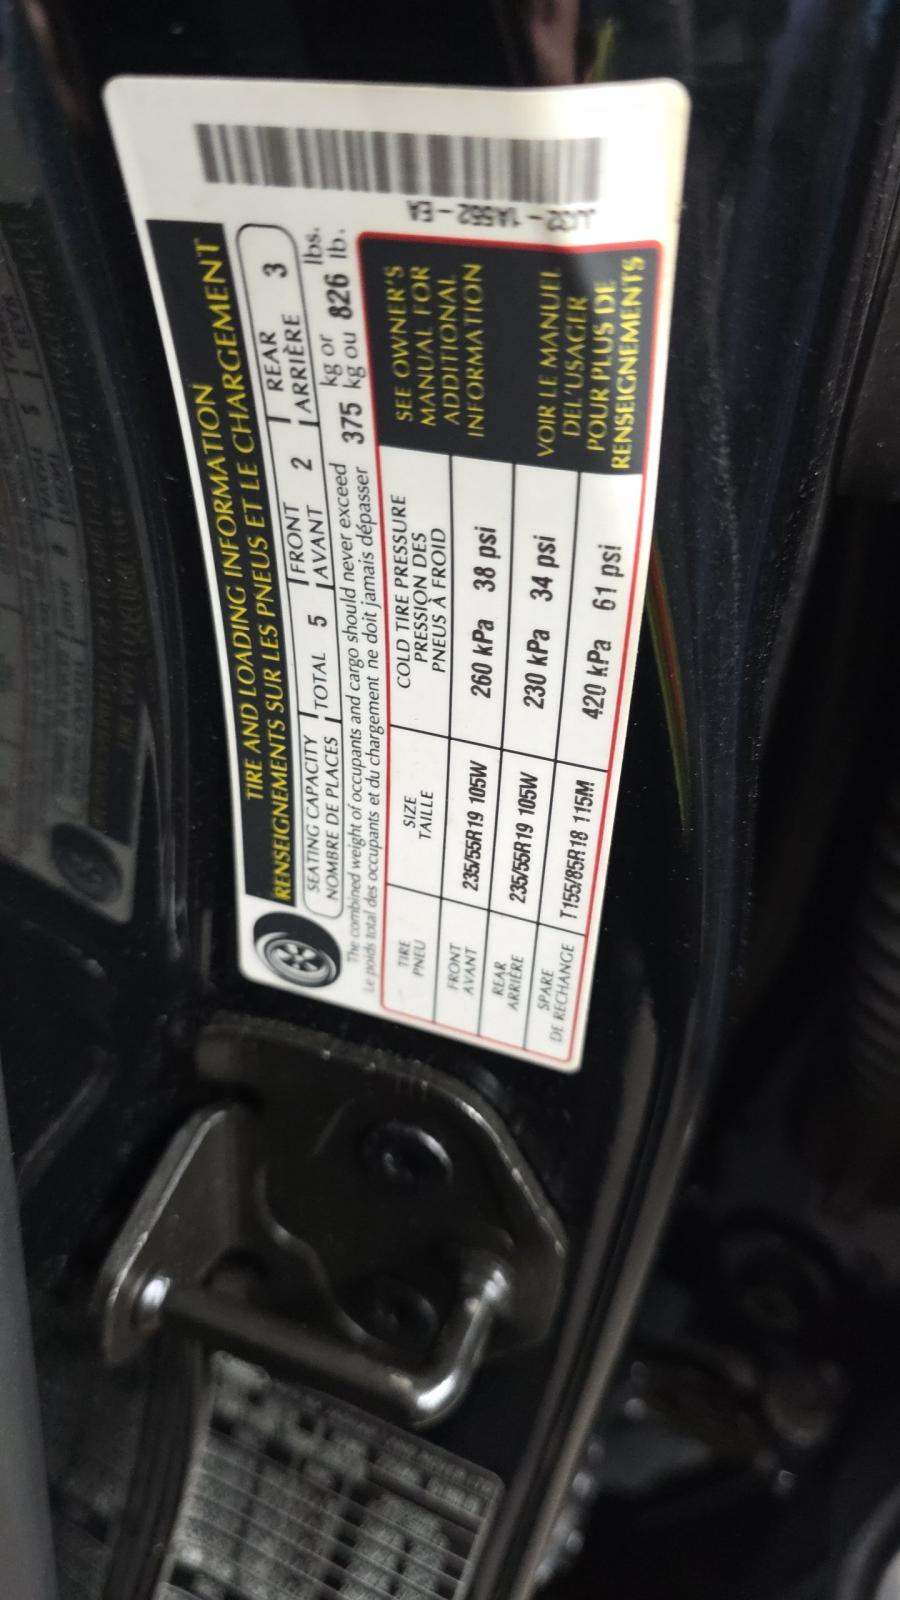 TIRE AND LOADING INFORMATION
RENSEIGNEMENTS SUR LES PNEUS ET LE CHARGEMENT
SEATING CAPACITY
NOMBRE DE PLACES
TOTAL 5
FRONT
AVANT 2
REAR
ARRIÈRE 3
The combined weight of occupants and cargo should never exceed 375 kg or 826 lbs.
Le poids total des occupants et du chargement ne doit jamais dépasser 375 kg ou 826 lb.
TIRE
PNEU
SIZE
TAILLE
COLD TIRE PRESSURE
PRESSION DES
PNEUS À FROID
FRONT
AVANT
235/55R19 105W
260 kPa 38 psi
REAR
ARRIÈRE
235/55R19 105W
230 kPa 34 psi
SPARE
DE RECHANGE
T155/85R18 115M
420 kPa 61 psi
SEE OWNER'S
MANUAL FOR
ADDITIONAL
INFORMATION
VOIR LE MANUEL
DE L'USAGER
POUR PLUS DE
RENSEIGNEMENTS
1A552 - EA